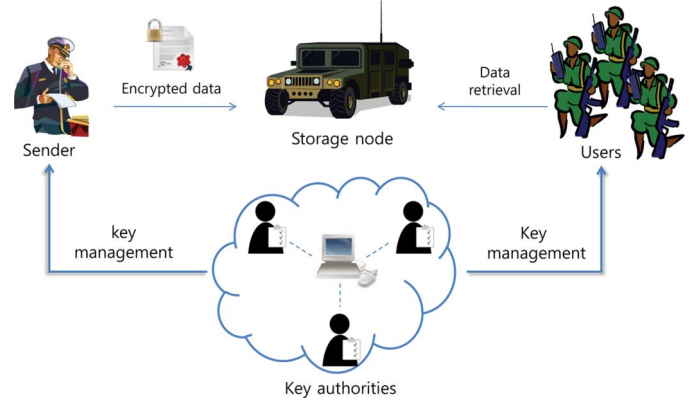 Encrypted data
Data
retrieval
Sender
Storage node
Users
key
management
Key
management
Key authorities